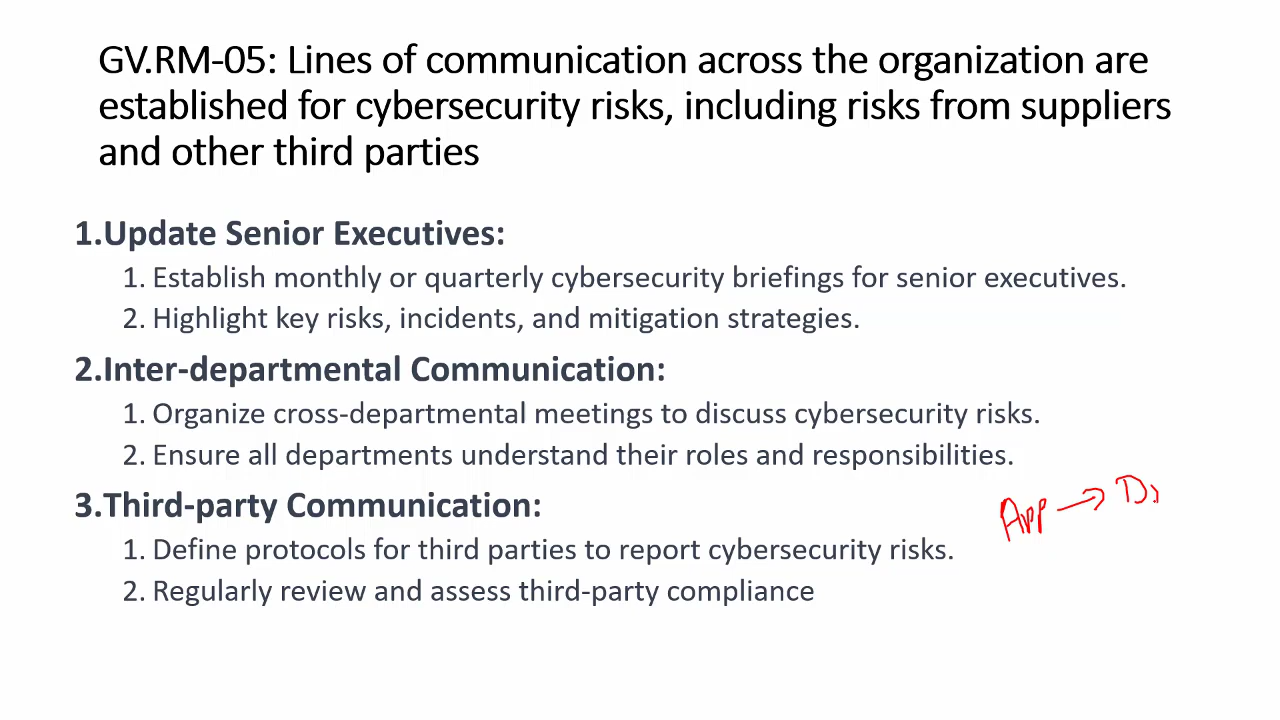 GV.RM-05: Lines of communication across the organization are
established for cybersecurity risks, including risks from suppliers
and other third parties
1.Update Senior Executives:
1. Establish monthly or quarterly cybersecurity briefings for senior executives.
2. Highlight key risks, incidents, and mitigation strategies.
2.Inter-departmental Communication:
1. Organize cross-departmental meetings to discuss cybersecurity risks.
2. Ensure all departments understand their roles and responsibilities.
3.Third-party Communication:
App →
1. Define protocols for third parties to report cybersecurity risks.
2. Regularly review and assess third-party compliance